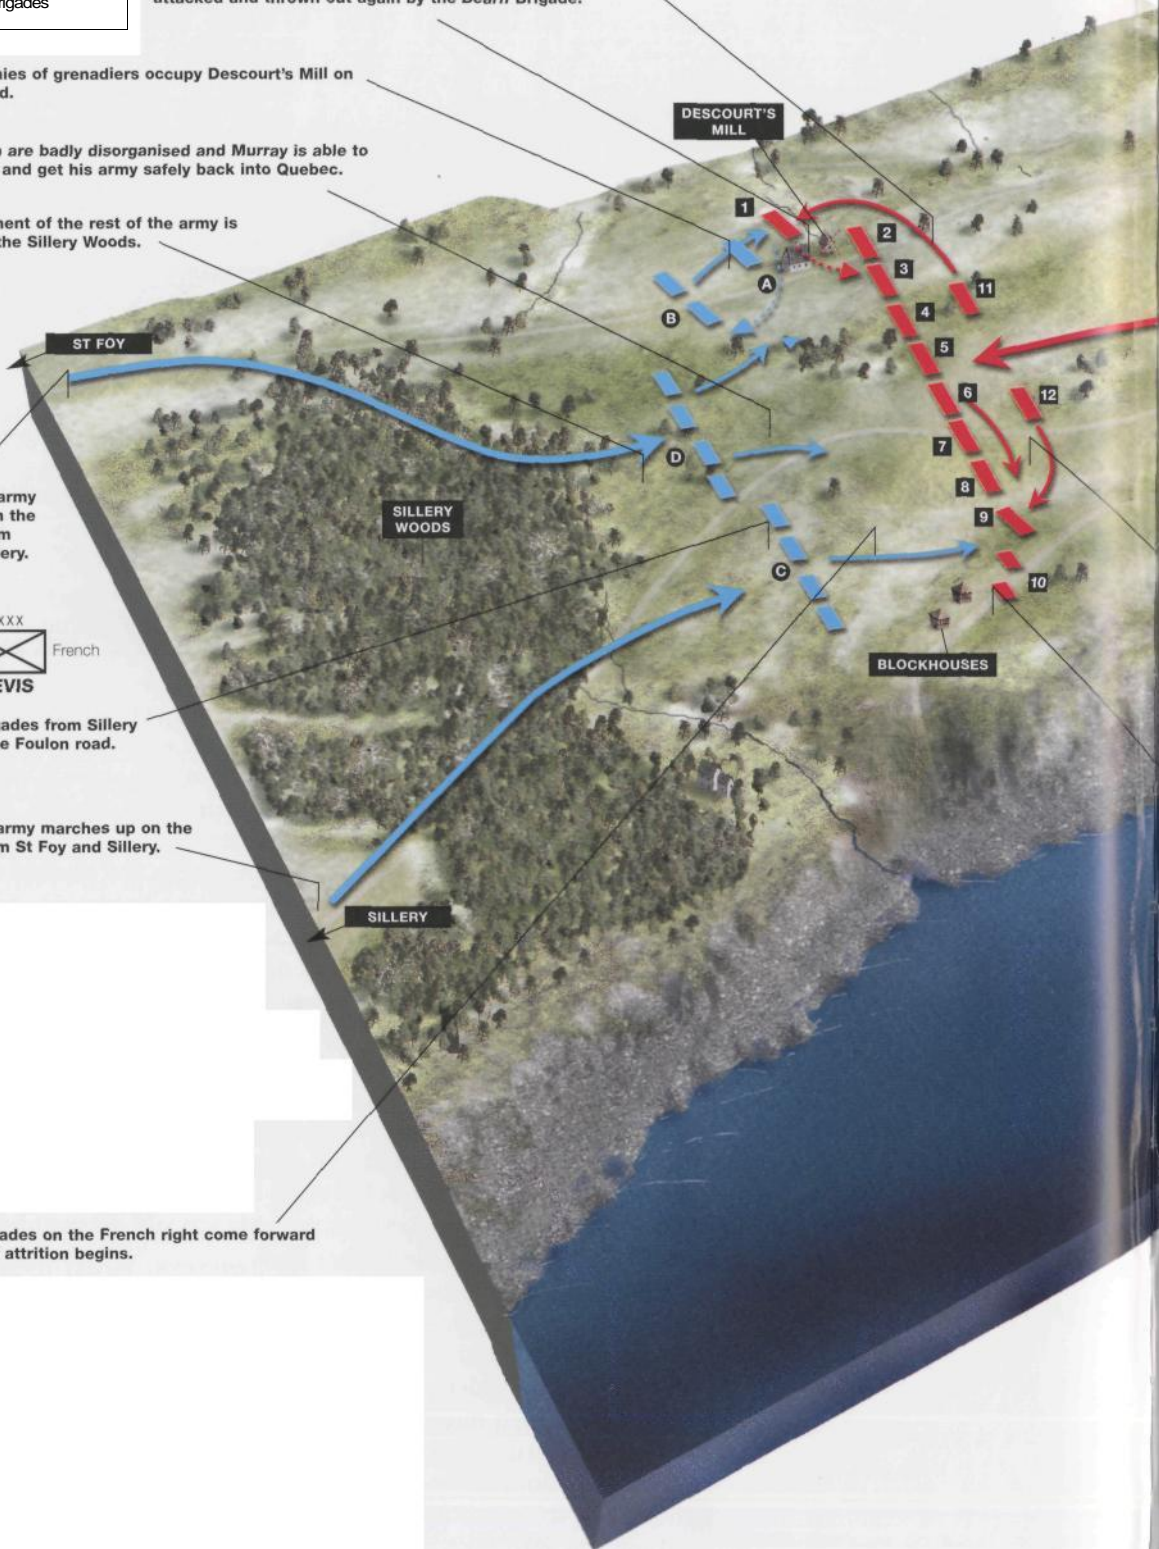 rigades
attacked and thrown out again by the Béarn Brigade.
nies of grenadiers occupy Descourt's Mill on
d.
are badly disorganised and Murray is able to
and get his army safely back into Quebec.
ment of the rest of the army is
the Sillery Woods.
DESCOURT'S
MILL
1
2
3
A
11
B
4
ST FOY
5
6
12
7
D
8
army
n the
m
ery.
SILLERY
WOODS
9
C
10
XXX
French
EVIS
BLOCKHOUSES
ades from Sillery
e Foulon road.
army marches up on the
m St Foy and Sillery.
SILLERY
ades on the French right come forward
attrition begins.